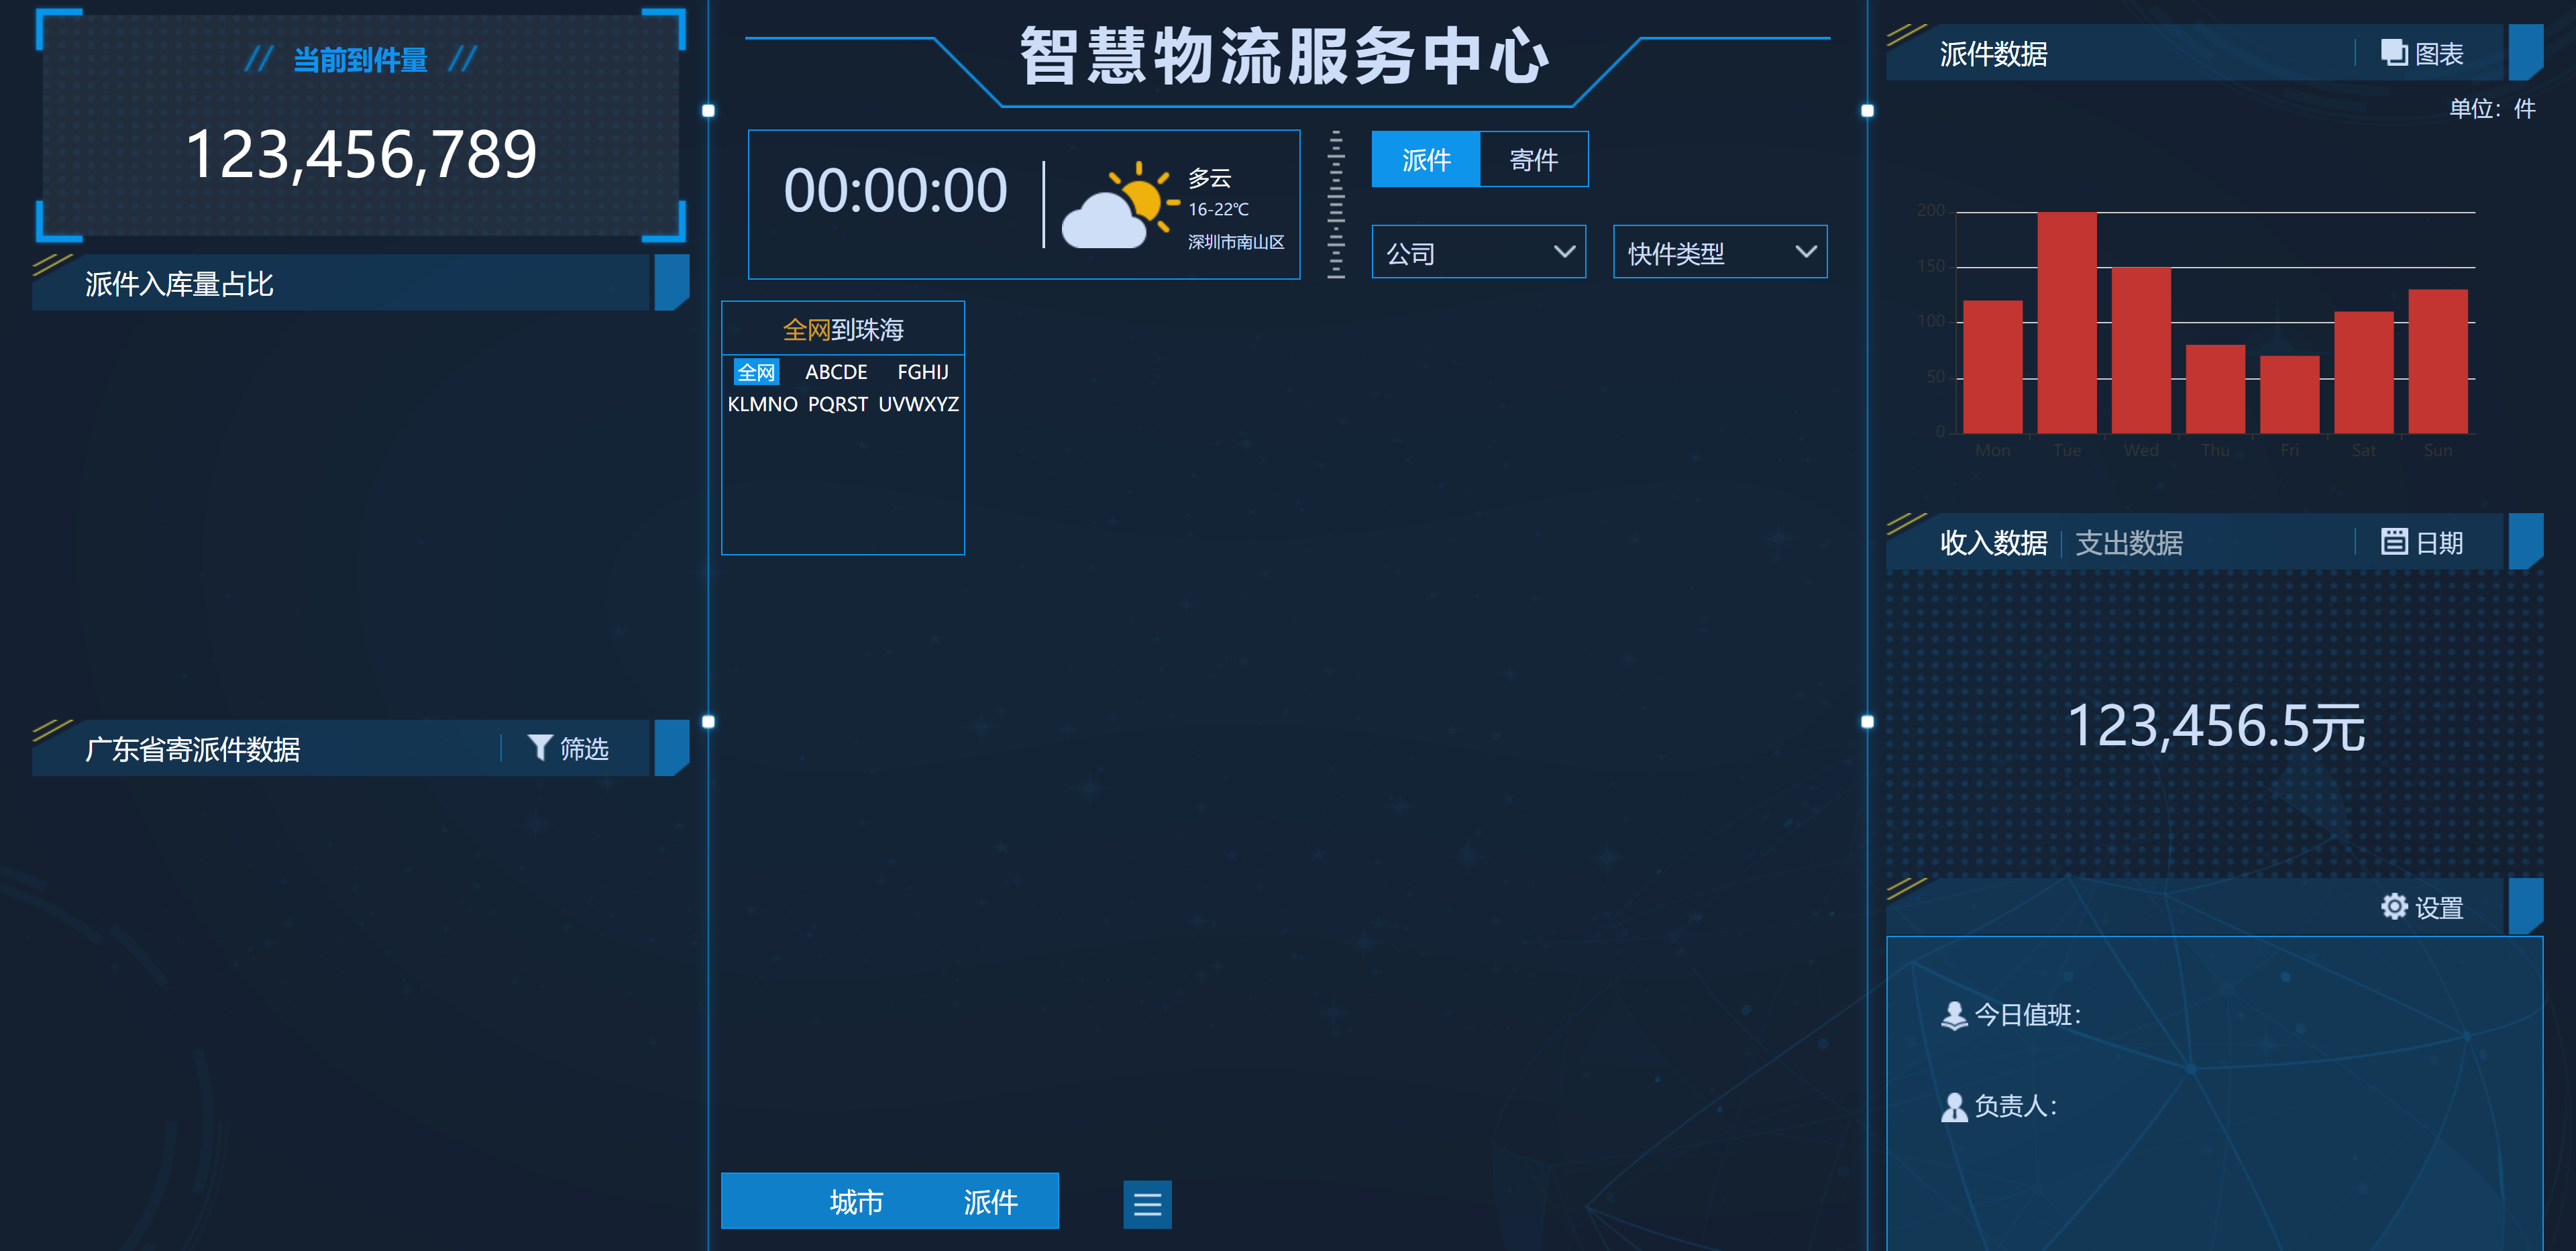 // 当前到件量 //
123,456,789
派件入库量占比
广东省寄派件数据
筛选
智慧物流服务中心
00:00:00
多云
16-22℃
深圳市南山区
派件 寄件
公司 快件类型
全网到珠海
全网 ABCDE FGHIJ
KLMNO PQRST UVWXYZ
城市 派件
派件数据
图表
单位：件
200
150
100
50
0
Mon Tue Wed Thu Fri Sat Sun
收入数据 支出数据
日期
123,456.5元
设置
今日值班：
负责人：